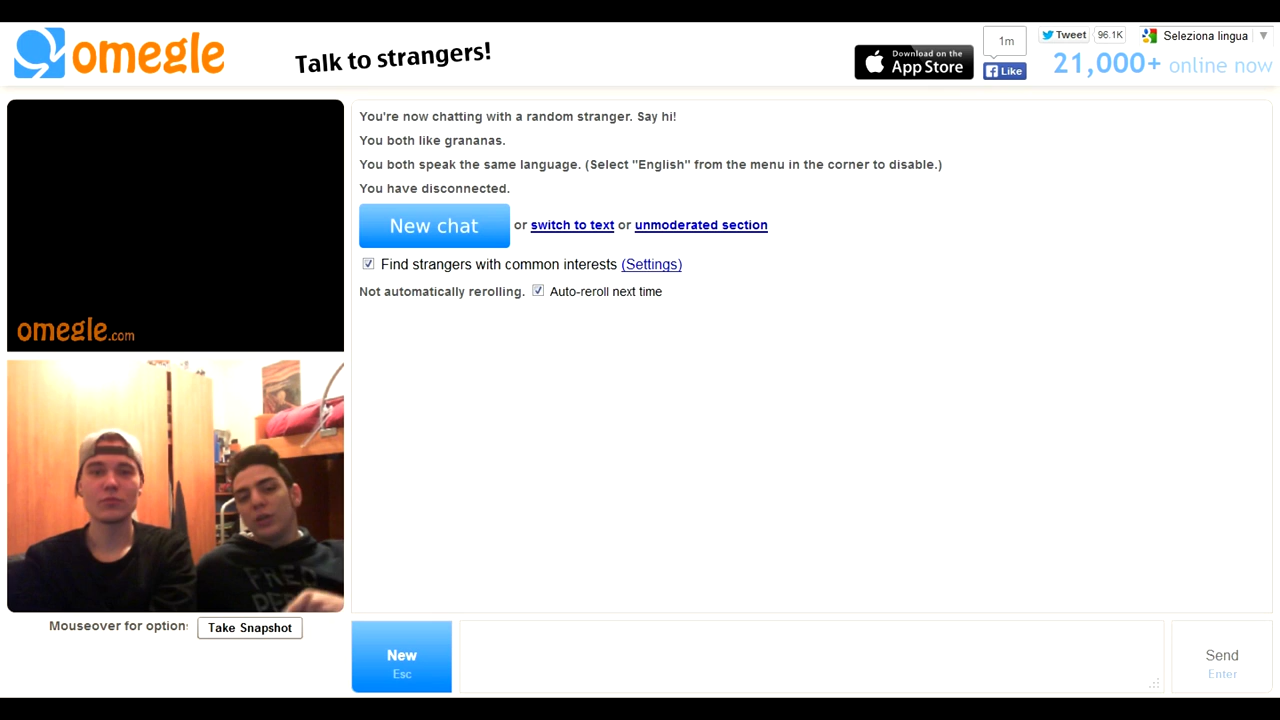 omegle
Talk to strangers!
Download on the
App Store
1m
Like
Tweet
96.1K
Seleziona lingua
21,000+ online now
You're now chatting with a random stranger. Say hi!
You both like grananas.
You both speak the same language. (Select "English" from the menu in the corner to disable.)
You have disconnected.
New chat or switch to text or unmoderated section
Find strangers with common interests (Settings)
Not automatically rerolling. Auto-reroll next time
omegle.com
FRED
Mouseover for option
Take Snapshot
New
Esc
Send
Enter